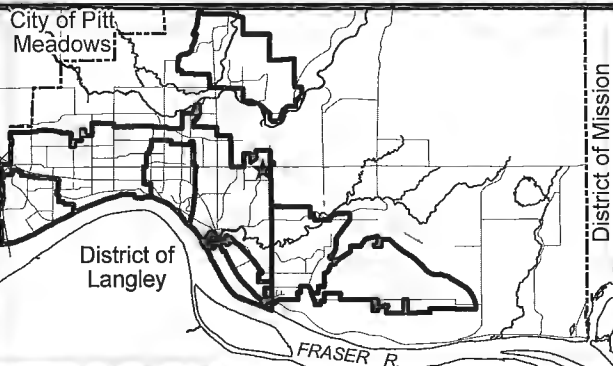 City of Pitt
Meadows
District of Mission
District of
Langley
FRASER R.